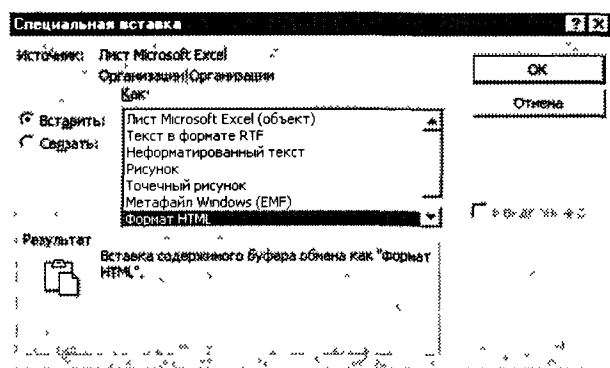 Специальная вставка
Источник: Лист Microsoft Excel
Организации!Организации
Как:
Вставить:
Связать:
Лист Microsoft Excel (объект)
Текст в формате RTF
Неформатированный текст
Рисунок
Точечный рисунок
Метафайл Windows (EMF)
Формат HTML
ОК
Отмена
Результат
Вставка содержимого буфера обмена как "Формат
HTML".